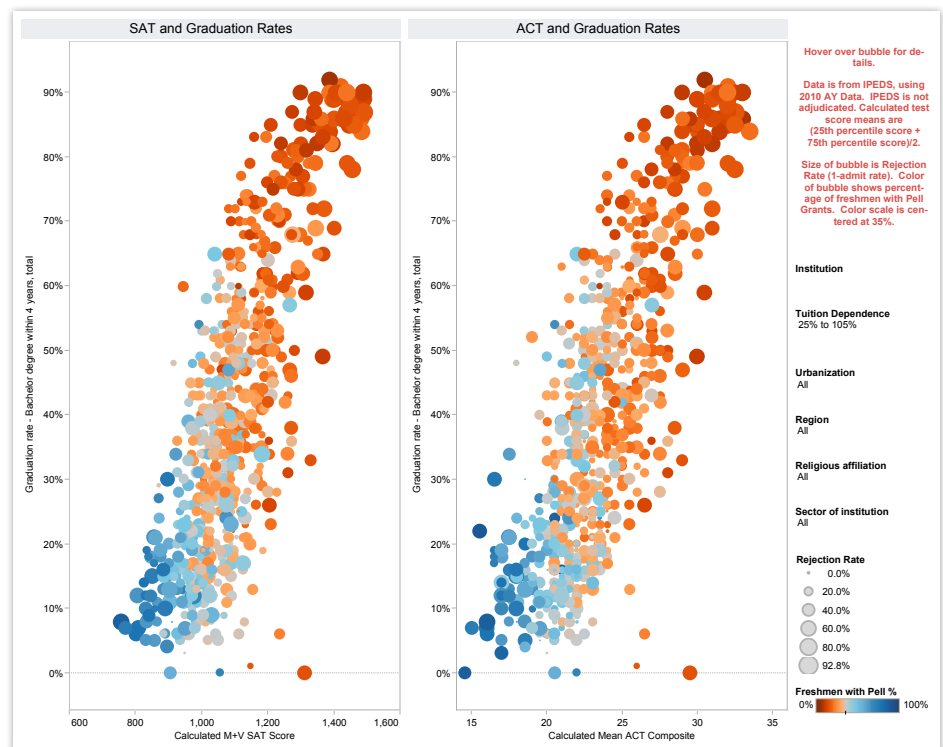 SAT and Graduation Rates
Graduation rate - Bachelor degree within 4 years, total
90%
80%
70%
60%
50%
40%
30%
20%
10%
0%
600
800
1,000
1,200
1,400
1,600
Calculated M+V SAT Score
ACT and Graduation Rates
Graduation rate - Bachelor degree within 4 years, total
90%
80%
70%
60%
50%
40%
30%
20%
10%
0%
15
20
25
30
35
Calculated Mean ACT Composite
Hover over bubble for de-
tails.
Data is from IPEDS, using
2010 AY Data. IPEDS is not
adjudicated. Calculated test
score means are
(25th percentile score +
75th percentile score)/2.
Size of bubble is Rejection
Rate (1-admit rate). Color
of bubble shows percent-
age of freshmen with Pell
Grants. Color scale is cen-
tered at 35%.
Institution
Tuition Dependence
25% to 105%
Urbanization
All
Region
All
Religious affiliation
All
Sector of institution
All
Rejection Rate
0.0%
20.0%
40.0%
60.0%
80.0%
92.8%
Freshmen with Pell %
0%
100%